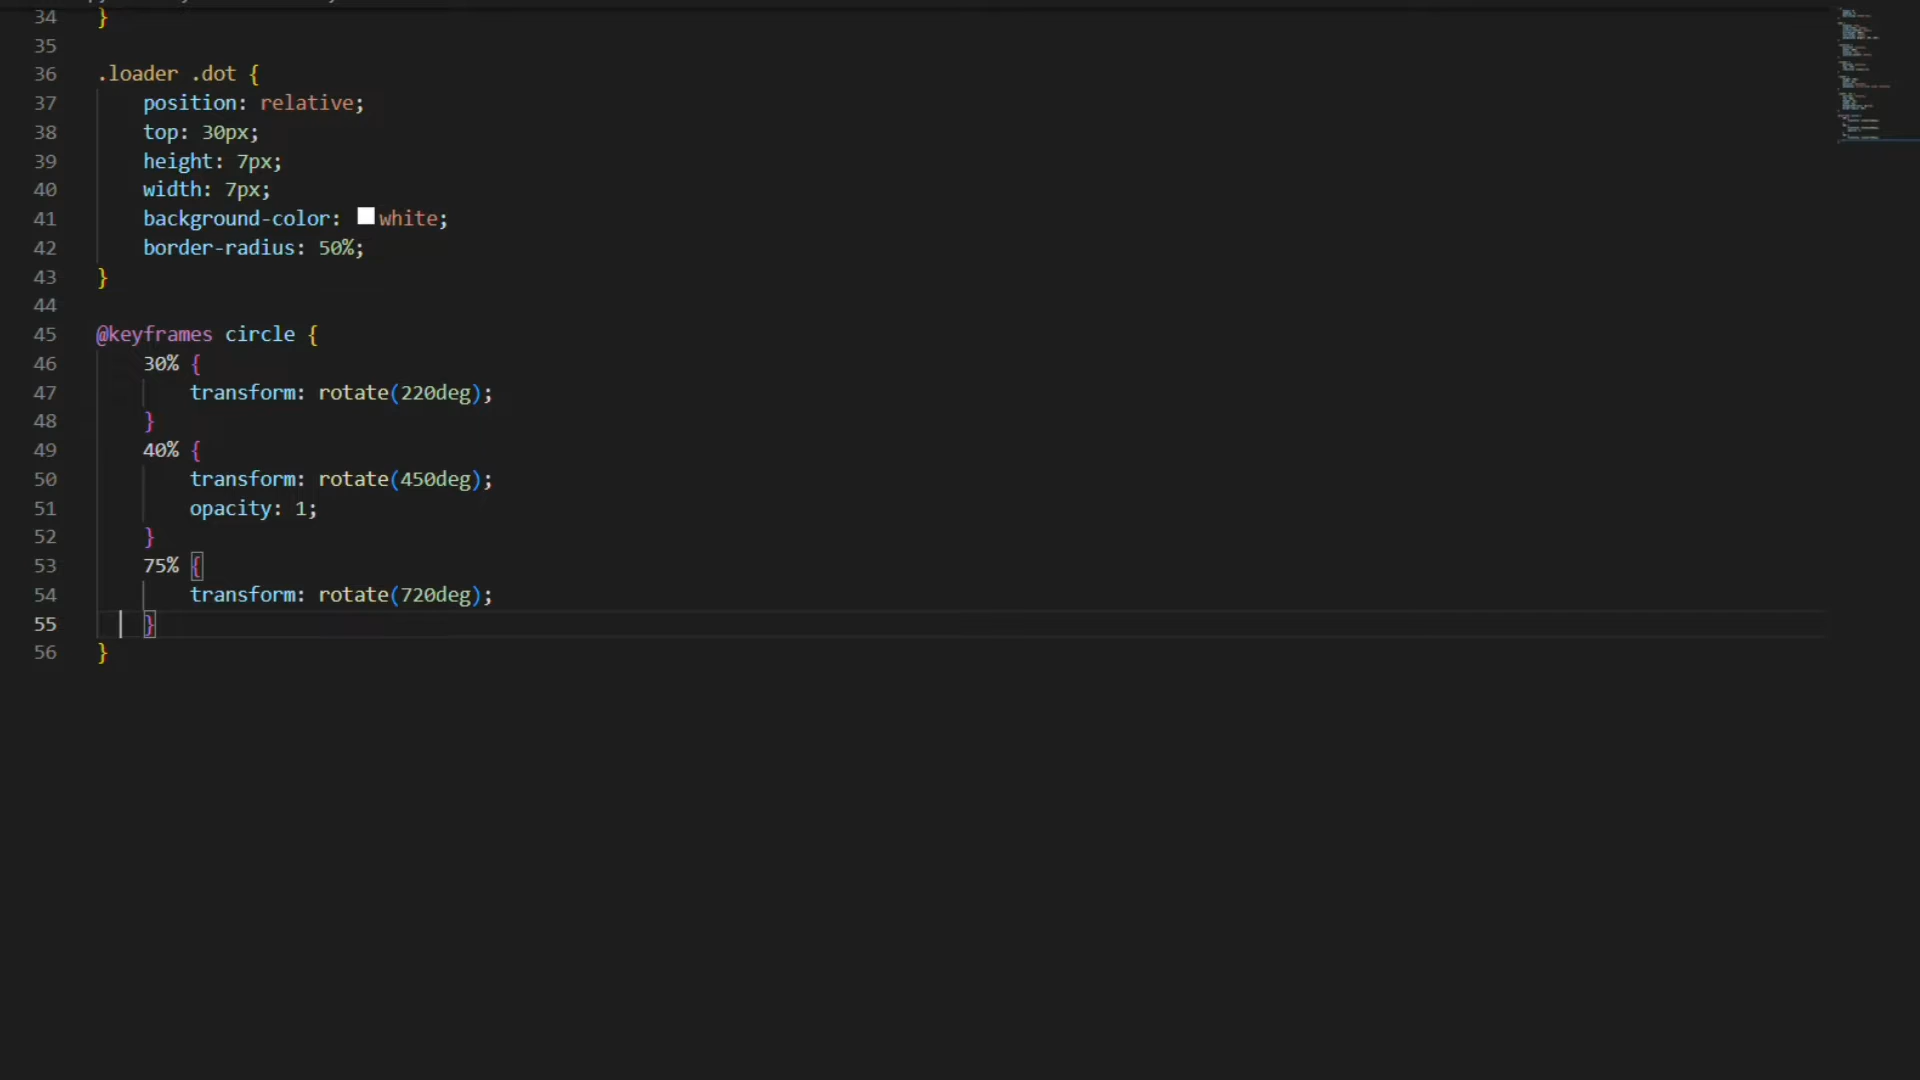 34 }
35
36 .loader .dot {
37 position: relative;
38 top: 30px;
39 height: 7px;
40 width: 7px;
41 background-color: white;
42 border-radius: 50%;
43 }
44
45 @keyframes circle {
46 30% {
47 transform: rotate(220deg);
48 }
49 40% {
50 transform: rotate(450deg);
51 opacity: 1;
52 }
53 75% {
54 transform: rotate(720deg);
55 }
56 }